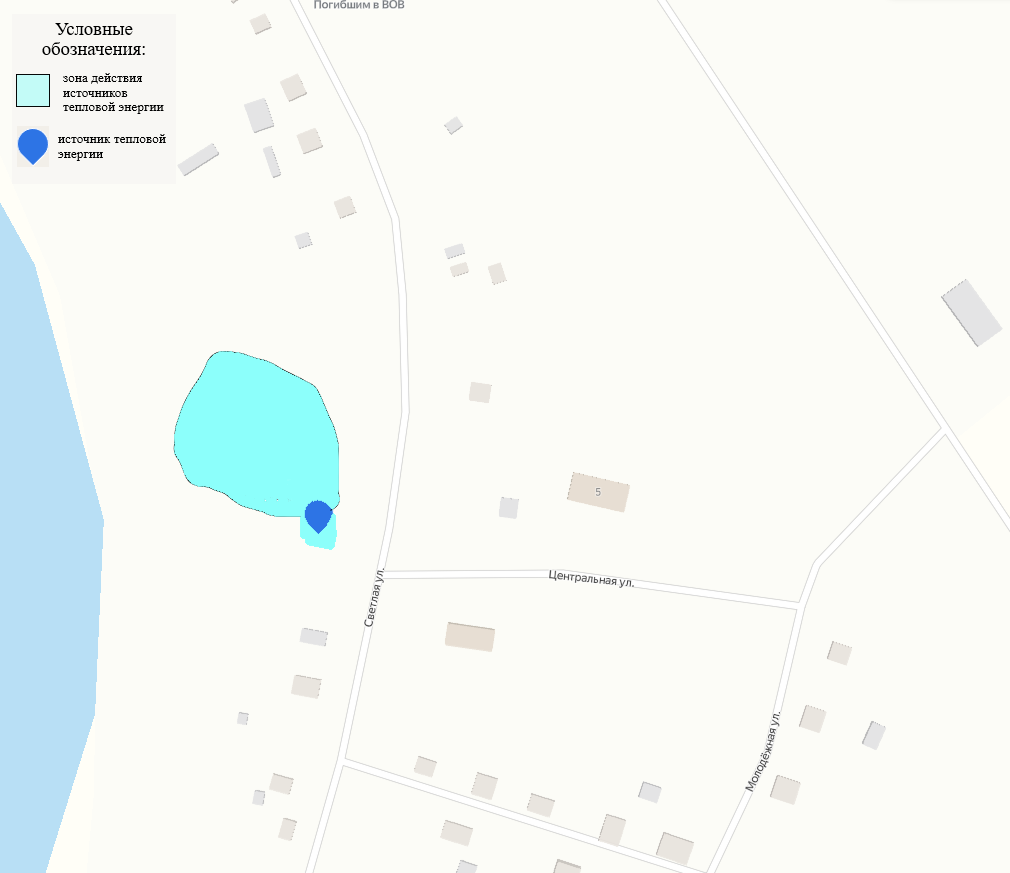 Погибшим в ВОВ
Условные
обозначения:
зона действия
источников
тепловой энергии
источник тепловой
энергии
5
Центральная ул.
Светлая ул.
Молодёжная ул.